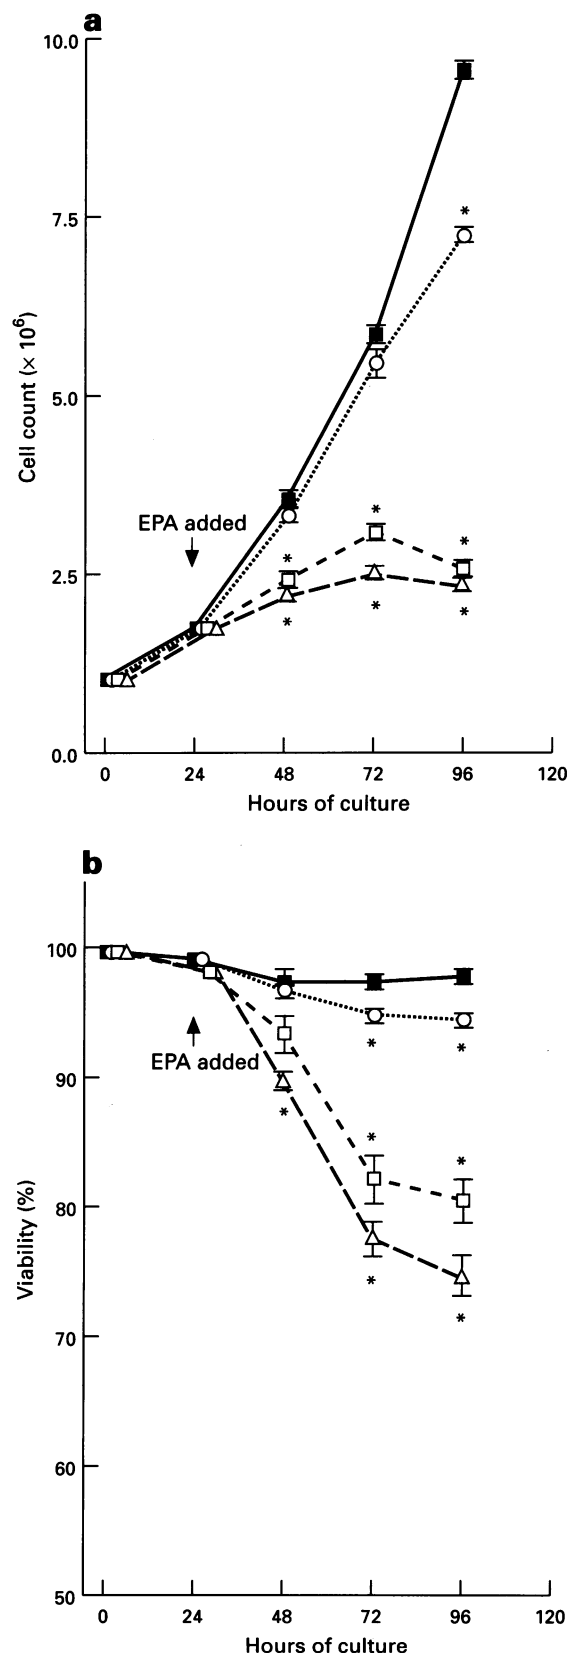 a
10.0
7.5
5.0
2.5
0.0
Cell count (× 10⁶)
EPA added
*
*
*
*
*
*
*
0 24 48 72 96 120
Hours of culture
b
100
90
80
70
60
50
Viability (%)
EPA added
*
*
*
*
*
*
*
0 24 48 72 96 120
Hours of culture